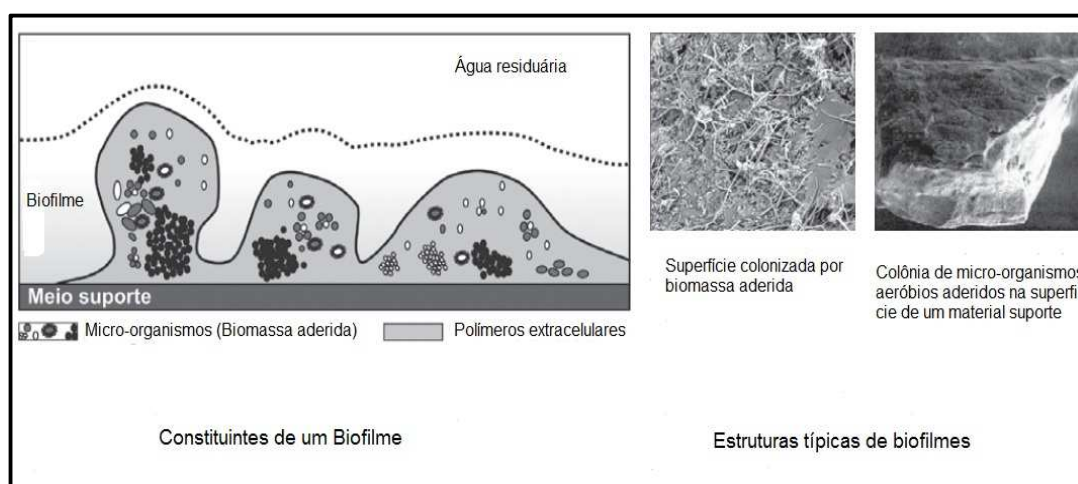 Água residuária
Biofilme
Meio suporte
Micro-organismos (Biomassa aderida)
Polímeros extracelulares
Constituintes de um Biofilme
Superfície colonizada por
biomassa aderida
Colônia de micro-organismos
aeróbios aderidos na superfi
cie de um material suporte
Estruturas típicas de biofilmes